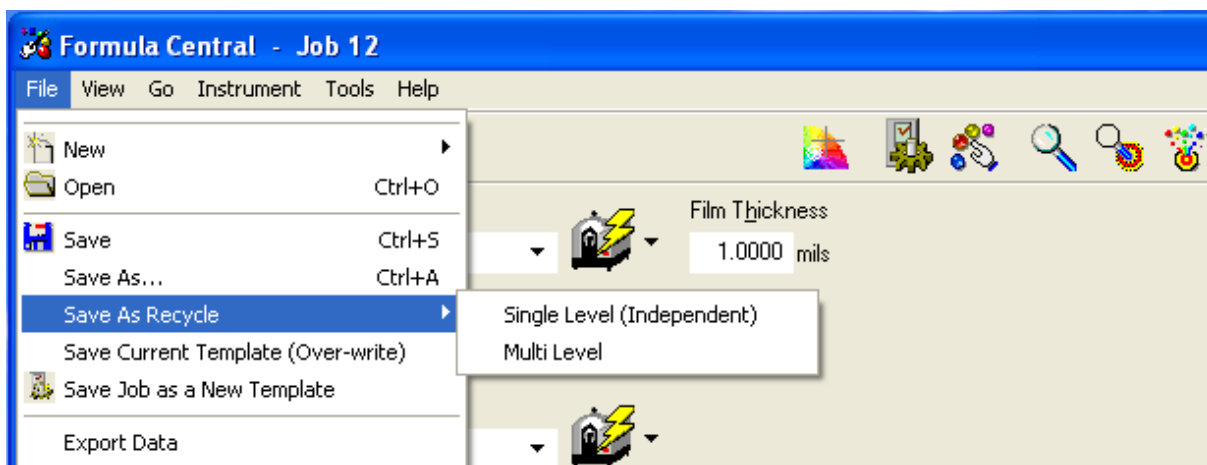 Formula Central - Job 12
File View Go Instrument Tools Help
New
Open Ctrl+O
Save Ctrl+S
Save As... Ctrl+A
Save As Recycle
Save Current Template (Over-write)
Save Job as a New Template
Export Data
Single Level (Independent)
Multi Level
Film Thickness
1.0000 mils